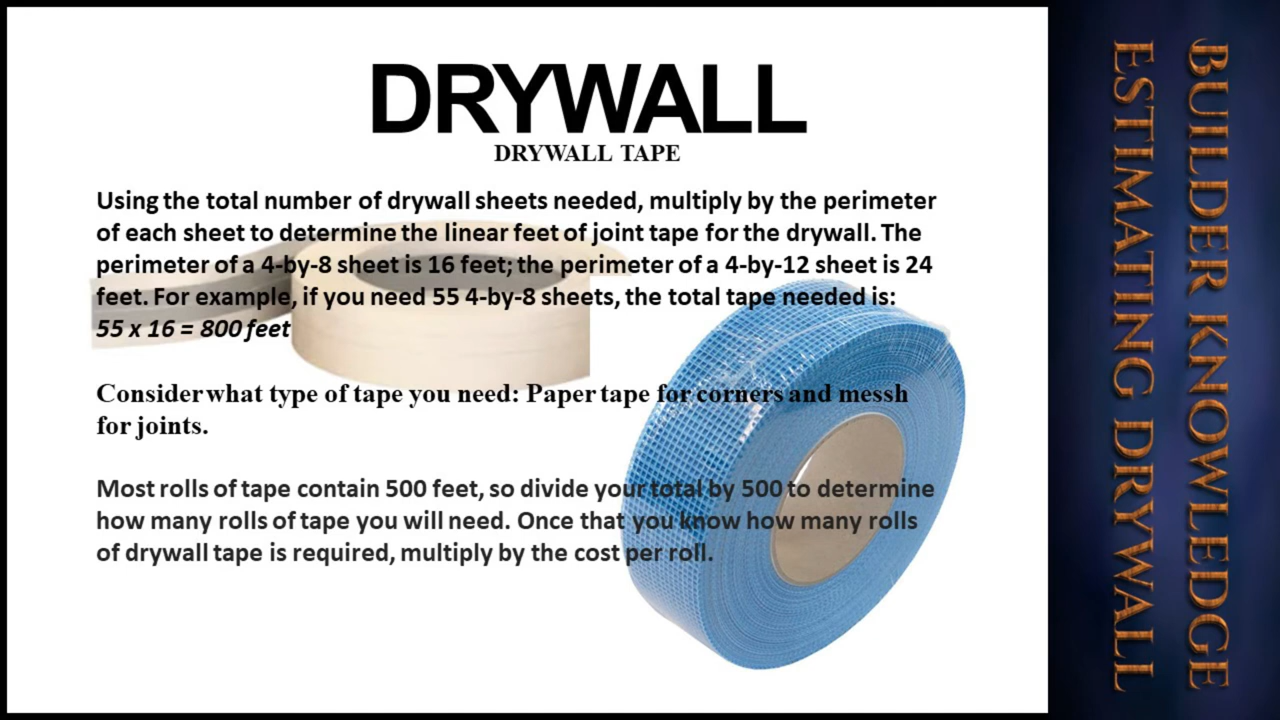 DRYWALL
DRYWALL TAPE
Using the total number of drywall sheets needed, multiply by the perimeter
of each sheet to determine the linear feet of joint tape for the drywall. The
perimeter of a 4-by-8 sheet is 16 feet; the perimeter of a 4-by-12 sheet is 24
feet. For example, if you need 55 4-by-8 sheets, the total tape needed is:
55 x 16 = 800 feet
Consider what type of tape you need: Paper tape for corners and messh
for joints.
Most rolls of tape contain 500 feet, so divide your total by 500 to determine
how many rolls of tape you will need. Once that you know how many rolls
of drywall tape is required, multiply by the cost per roll.
BUILDER KNOWLEDGE
ESTIMATING DRYWALL